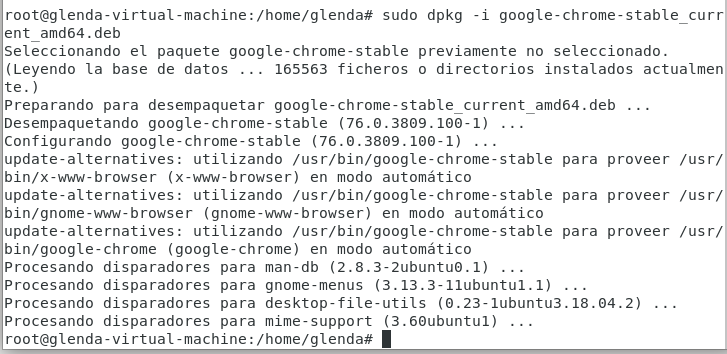 root@glenda-virtual-machine:/home/glenda# sudo dpkg -i google-chrome-stable_curr
ent_amd64.deb
Seleccionando el paquete google-chrome-stable previamente no seleccionado.
(Leyendo la base de datos ... 165563 ficheros o directorios instalados actualmen
te.)
Preparando para desempaquetar google-chrome-stable_current_amd64.deb ...
Desempaquetando google-chrome-stable (76.0.3809.100-1) ...
Configurando google-chrome-stable (76.0.3809.100-1) ...
update-alternatives: utilizando /usr/bin/google-chrome-stable para proveer /usr/
bin/x-www-browser (x-www-browser) en modo automático
update-alternatives: utilizando /usr/bin/google-chrome-stable para proveer /usr/
bin/gnome-www-browser (gnome-www-browser) en modo automático
update-alternatives: utilizando /usr/bin/google-chrome-stable para proveer /usr/
bin/google-chrome (google-chrome) en modo automático
Procesando disparadores para man-db (2.8.3-2ubuntu0.1) ...
Procesando disparadores para gnome-menus (3.13.3-11ubuntu1.1) ...
Procesando disparadores para desktop-file-utils (0.23-1ubuntu3.18.04.2) ...
Procesando disparadores para mime-support (3.60ubuntu1) ...
root@glenda-virtual-machine:/home/glenda#